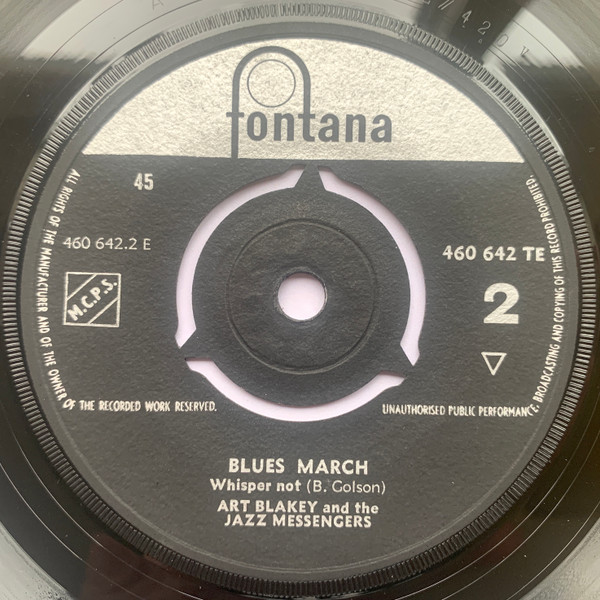 fontana
45
460 642.2 E
460 642 TE
M.C.P.S.
2
ALL RIGHTS OF THE MANUFACTURER AND OF THE OWNER OF THE RECORDED WORK RESERVED.
UNAUTHORISED PUBLIC PERFORMANCE, BROADCASTING AND COPYING OF THIS RECORD PROHIBITED.
BLUES MARCH
Whisper not (B. Golson)
ART BLAKEY and the
JAZZ MESSENGERS